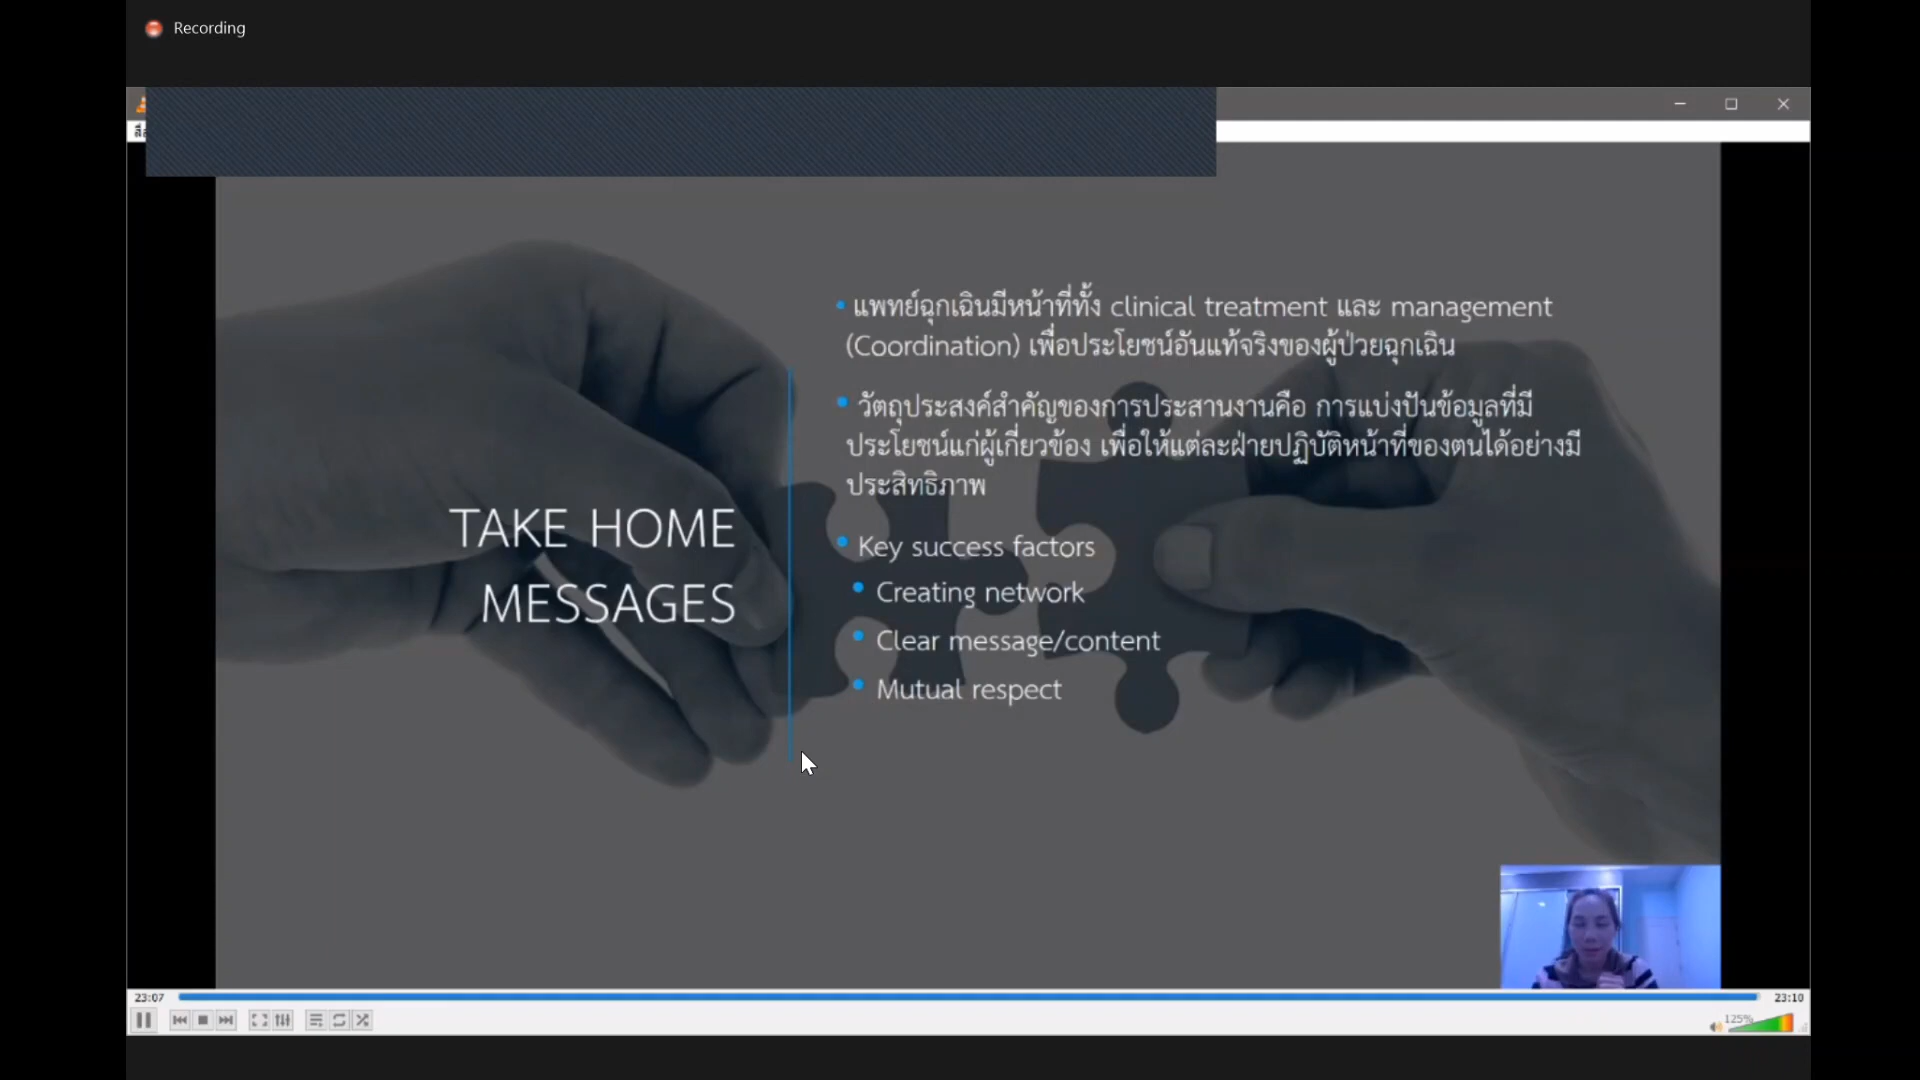 Recording
TAKE HOME
MESSAGES
• แพทย์ฉุกเฉินมีหน้าที่ทั้ง clinical treatment และ management
(Coordination) เพื่อประโยชน์อันแท้จริงของผู้ป่วยฉุกเฉิน
• วัตถุประสงค์สำคัญของการประสานงานคือ การแบ่งปันข้อมูลที่มี
ประโยชน์แก่ผู้เกี่ยวข้อง เพื่อให้แต่ละฝ่ายปฏิบัติหน้าที่ของตนได้อย่างมี
ประสิทธิภาพ
• Key success factors
• Creating network
• Clear message/content
• Mutual respect
23:07
23:10
125%